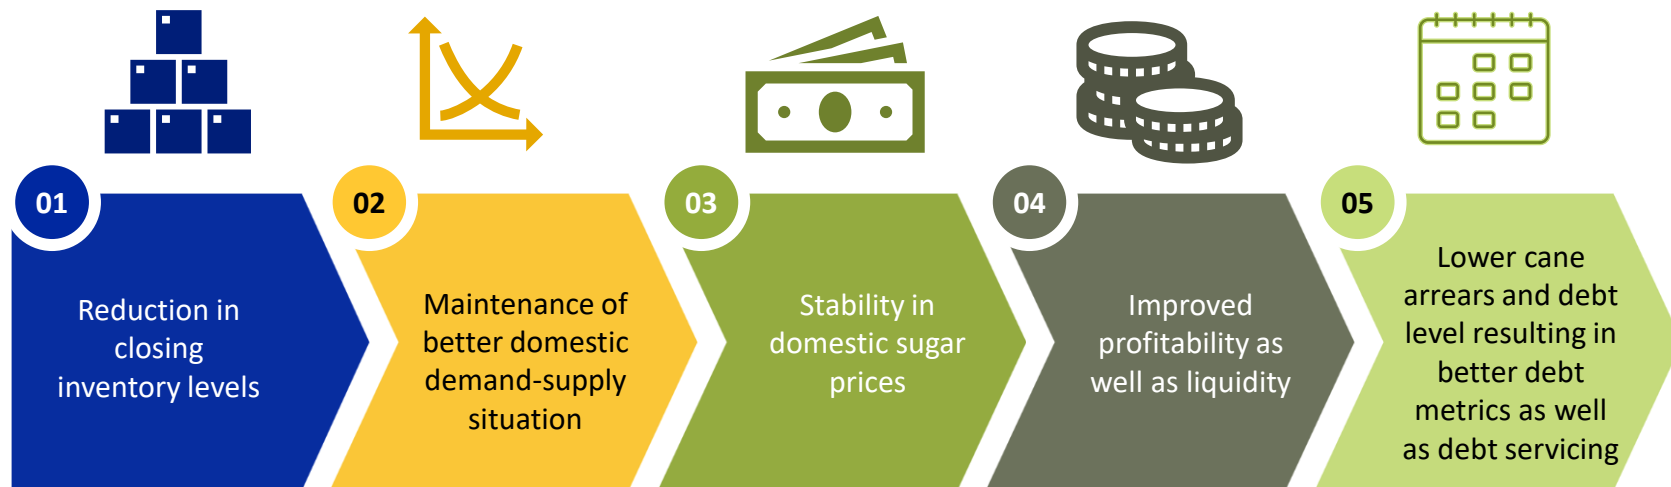 01
Reduction in
closing
inventory levels
02
Maintenance of
better domestic
demand-supply
situation
03
Stability in
domestic sugar
prices
04
Improved
profitability as
well as liquidity
05
Lower cane
arrears and debt
level resulting in
better debt
metrics as well
as debt servicing